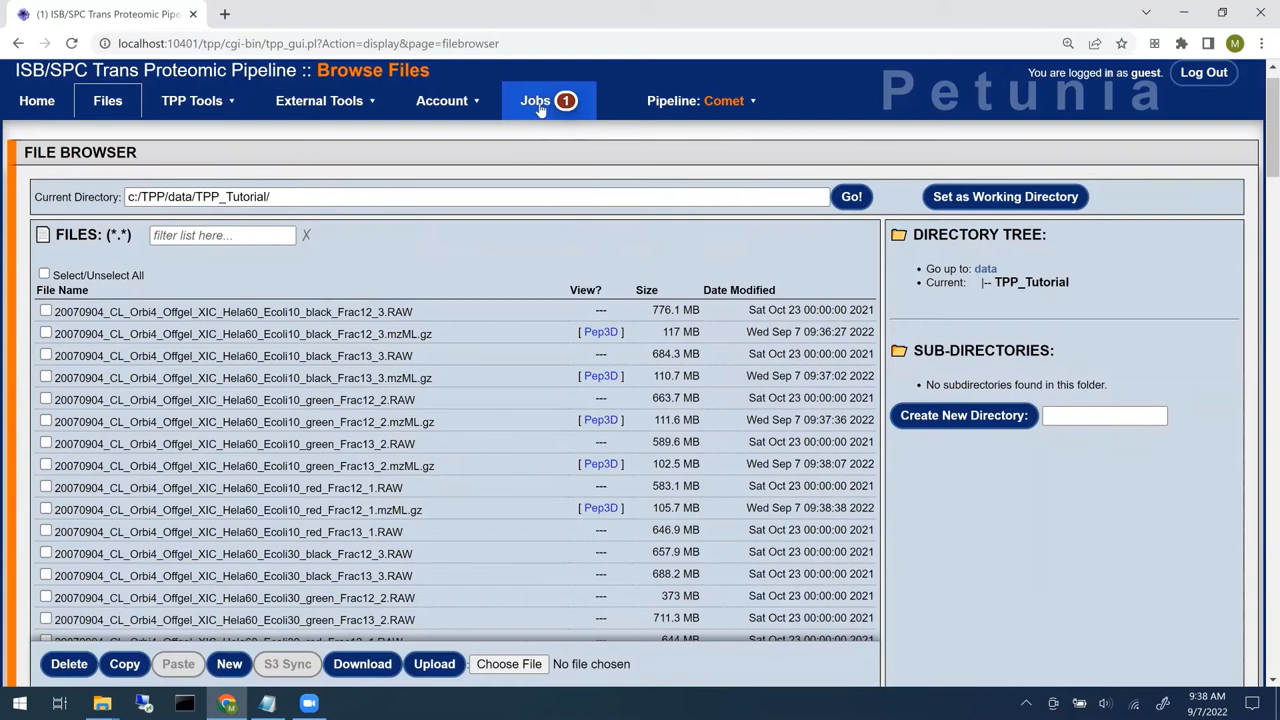 (1) ISB/SPC Trans Proteomic Pipe
localhost:10401/tpp/cgi-bin/tpp_gui.pl?Action=display&page=filebrowser
M
ISB/SPC Trans Proteomic Pipeline :: Browse Files
Petunia
You are logged in as guest.
Log Out
Home
Files
TPP Tools
External Tools
Account
Jobs 1
Pipeline: Comet
FILE BROWSER
Current Directory: c:/TPP/data/TPP_Tutorial/ Go! Set as Working Directory
FILES: (*.*) filter list here... X
Select/Unselect All
File Name View? Size Date Modified
20070904_CL_Orbi4_Offgel_XIC_Hela60_Ecoli10_black_Frac12_3.RAW --- 776.1 MB Sat Oct 23 00:00:00 2021
20070904_CL_Orbi4_Offgel_XIC_Hela60_Ecoli10_black_Frac12_3.mzML.gz [ Pep3D ] 117 MB Wed Sep 7 09:36:27 2022
20070904_CL_Orbi4_Offgel_XIC_Hela60_Ecoli10_black_Frac13_3.RAW --- 684.3 MB Sat Oct 23 00:00:00 2021
20070904_CL_Orbi4_Offgel_XIC_Hela60_Ecoli10_black_Frac13_3.mzML.gz [ Pep3D ] 110.7 MB Wed Sep 7 09:37:02 2022
20070904_CL_Orbi4_Offgel_XIC_Hela60_Ecoli10_green_Frac12_2.RAW --- 663.7 MB Sat Oct 23 00:00:00 2021
20070904_CL_Orbi4_Offgel_XIC_Hela60_Ecoli10_green_Frac12_2.mzML.gz [ Pep3D ] 111.6 MB Wed Sep 7 09:37:36 2022
20070904_CL_Orbi4_Offgel_XIC_Hela60_Ecoli10_green_Frac13_2.RAW --- 589.6 MB Sat Oct 23 00:00:00 2021
20070904_CL_Orbi4_Offgel_XIC_Hela60_Ecoli10_green_Frac13_2.mzML.gz [ Pep3D ] 102.5 MB Wed Sep 7 09:38:07 2022
20070904_CL_Orbi4_Offgel_XIC_Hela60_Ecoli10_red_Frac12_1.RAW --- 583.1 MB Sat Oct 23 00:00:00 2021
20070904_CL_Orbi4_Offgel_XIC_Hela60_Ecoli10_red_Frac12_1.mzML.gz [ Pep3D ] 105.7 MB Wed Sep 7 09:38:38 2022
20070904_CL_Orbi4_Offgel_XIC_Hela60_Ecoli10_red_Frac13_1.RAW --- 646.9 MB Sat Oct 23 00:00:00 2021
20070904_CL_Orbi4_Offgel_XIC_Hela60_Ecoli30_black_Frac12_3.RAW --- 657.9 MB Sat Oct 23 00:00:00 2021
20070904_CL_Orbi4_Offgel_XIC_Hela60_Ecoli30_black_Frac13_3.RAW --- 688.2 MB Sat Oct 23 00:00:00 2021
20070904_CL_Orbi4_Offgel_XIC_Hela60_Ecoli30_green_Frac12_2.RAW --- 373 MB Sat Oct 23 00:00:00 2021
20070904_CL_Orbi4_Offgel_XIC_Hela60_Ecoli30_green_Frac13_2.RAW --- 711.3 MB Sat Oct 23 00:00:00 2021
DIRECTORY TREE:
Go up to: data
Current: |-- TPP_Tutorial
SUB-DIRECTORIES:
No subdirectories found in this folder.
Create New Directory:
Delete Copy Paste New S3 Sync Download Upload Choose File No file chosen
9:38 AM
9/7/2022